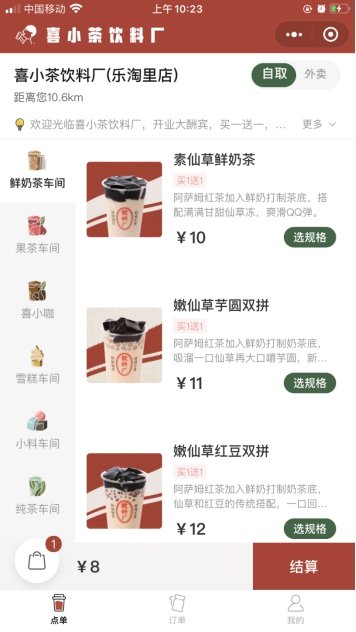 中国移动
上午10:23
喜小茶饮料厂
喜小茶饮料厂(乐淘里店)
自取
外卖
距离您10.6km
欢迎光临喜小茶饮料厂，开业大酬宾，买一送一，...
更多
鲜奶茶车间
果茶车间
喜小咖
雪糕车间
小料车间
纯茶车间
素仙草鲜奶茶
买1送1
阿萨姆红茶加入鲜奶打制茶底，搭
配满满甘甜仙草冻，爽滑QQ弹。
¥10
选规格
嫩仙草芋圆双拼
买1送1
阿萨姆红茶加入鲜奶打制奶茶底，
吸溜一口仙草再大口嚼芋圆，新...
¥11
选规格
嫩仙草红豆双拼
买1送1
阿萨姆红茶加入鲜奶打制奶茶底，
仙草和红豆的传统搭配，一口回...
¥12
选规格
1
¥8
结算
点单
订单
我的